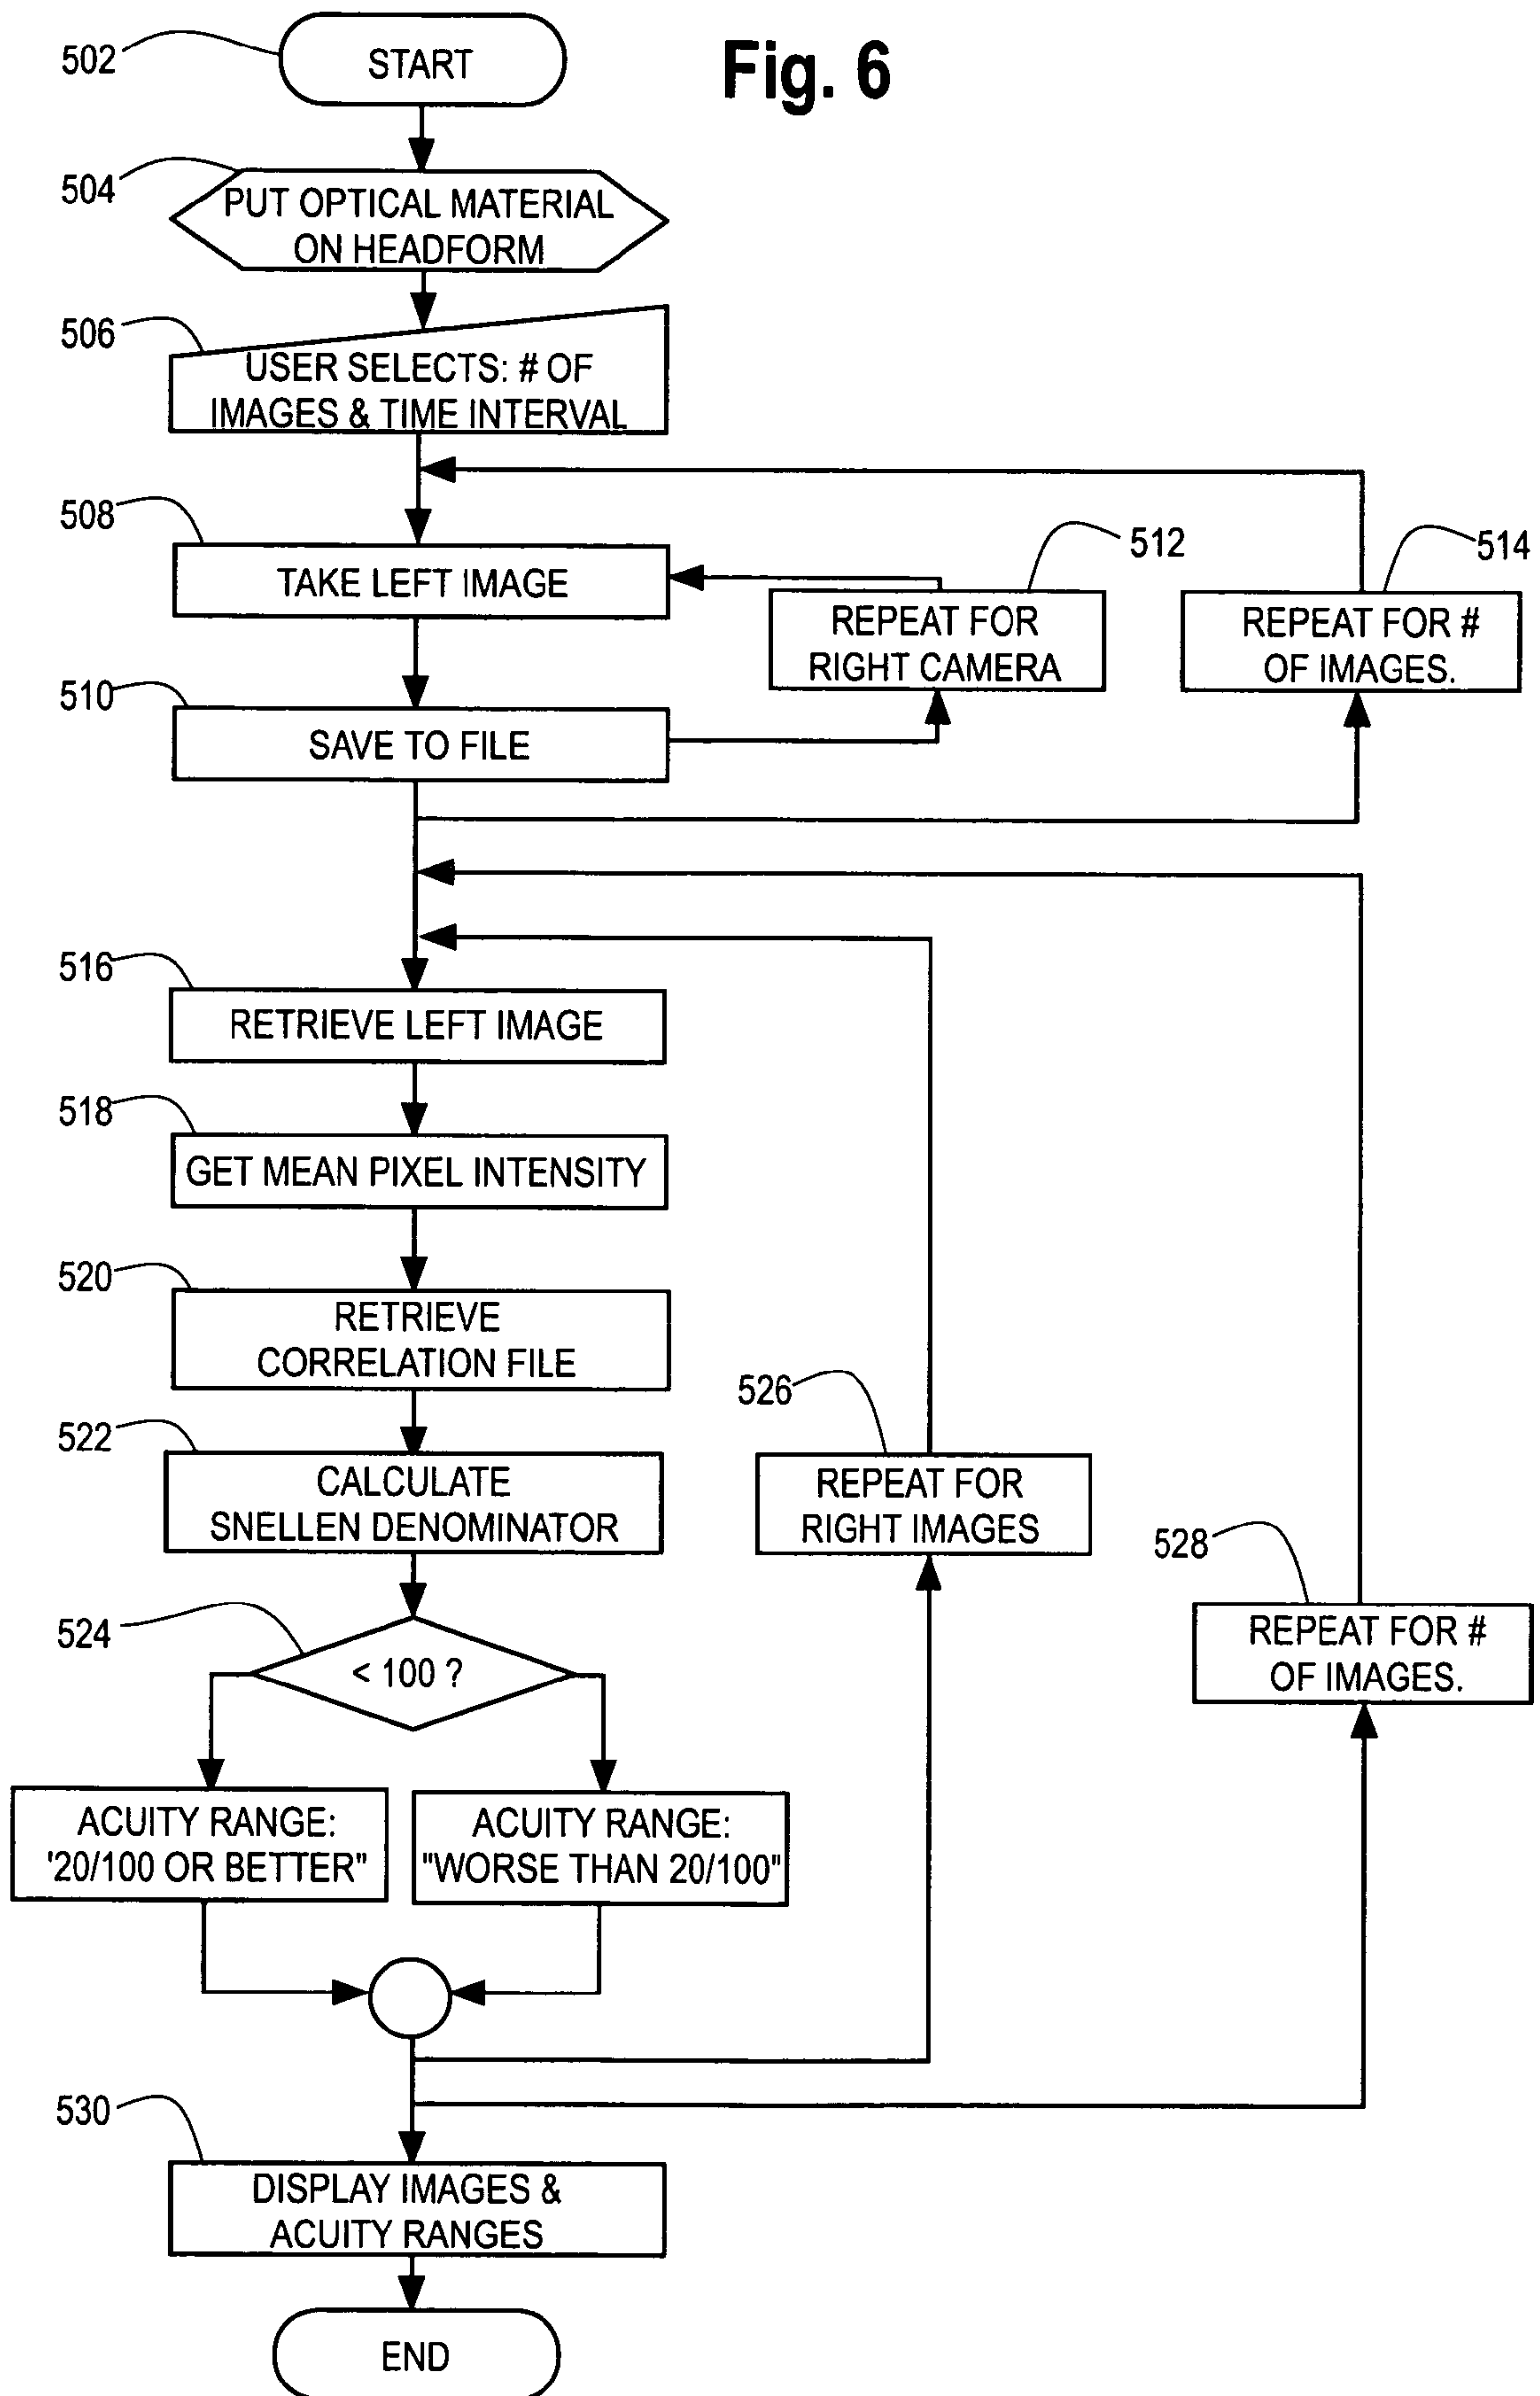 Fig. 6
502
START
504
PUT OPTICAL MATERIAL
ON HEADFORM
506
USER SELECTS: # OF
IMAGES & TIME INTERVAL
508
TAKE LEFT IMAGE
512
REPEAT FOR
RIGHT CAMERA
514
REPEAT FOR #
OF IMAGES.
510
SAVE TO FILE
516
RETRIEVE LEFT IMAGE
518
GET MEAN PIXEL INTENSITY
520
RETRIEVE
CORRELATION FILE
522
CALCULATE
SNELLEN DENOMINATOR
526
REPEAT FOR
RIGHT IMAGES
528
REPEAT FOR #
OF IMAGES.
524
< 100 ?
ACUITY RANGE:
'20/100 OR BETTER"
ACUITY RANGE:
"WORSE THAN 20/100"
530
DISPLAY IMAGES &
ACUITY RANGES
END